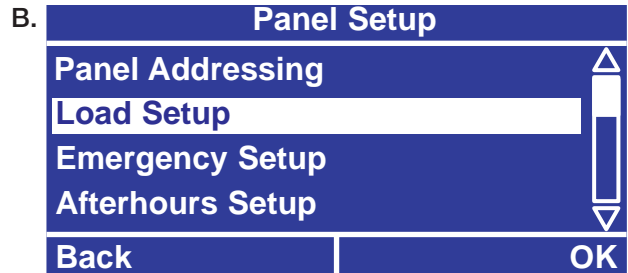 B.
Panel Setup
Panel Addressing
Load Setup
Emergency Setup
Afterhours Setup
Back OK